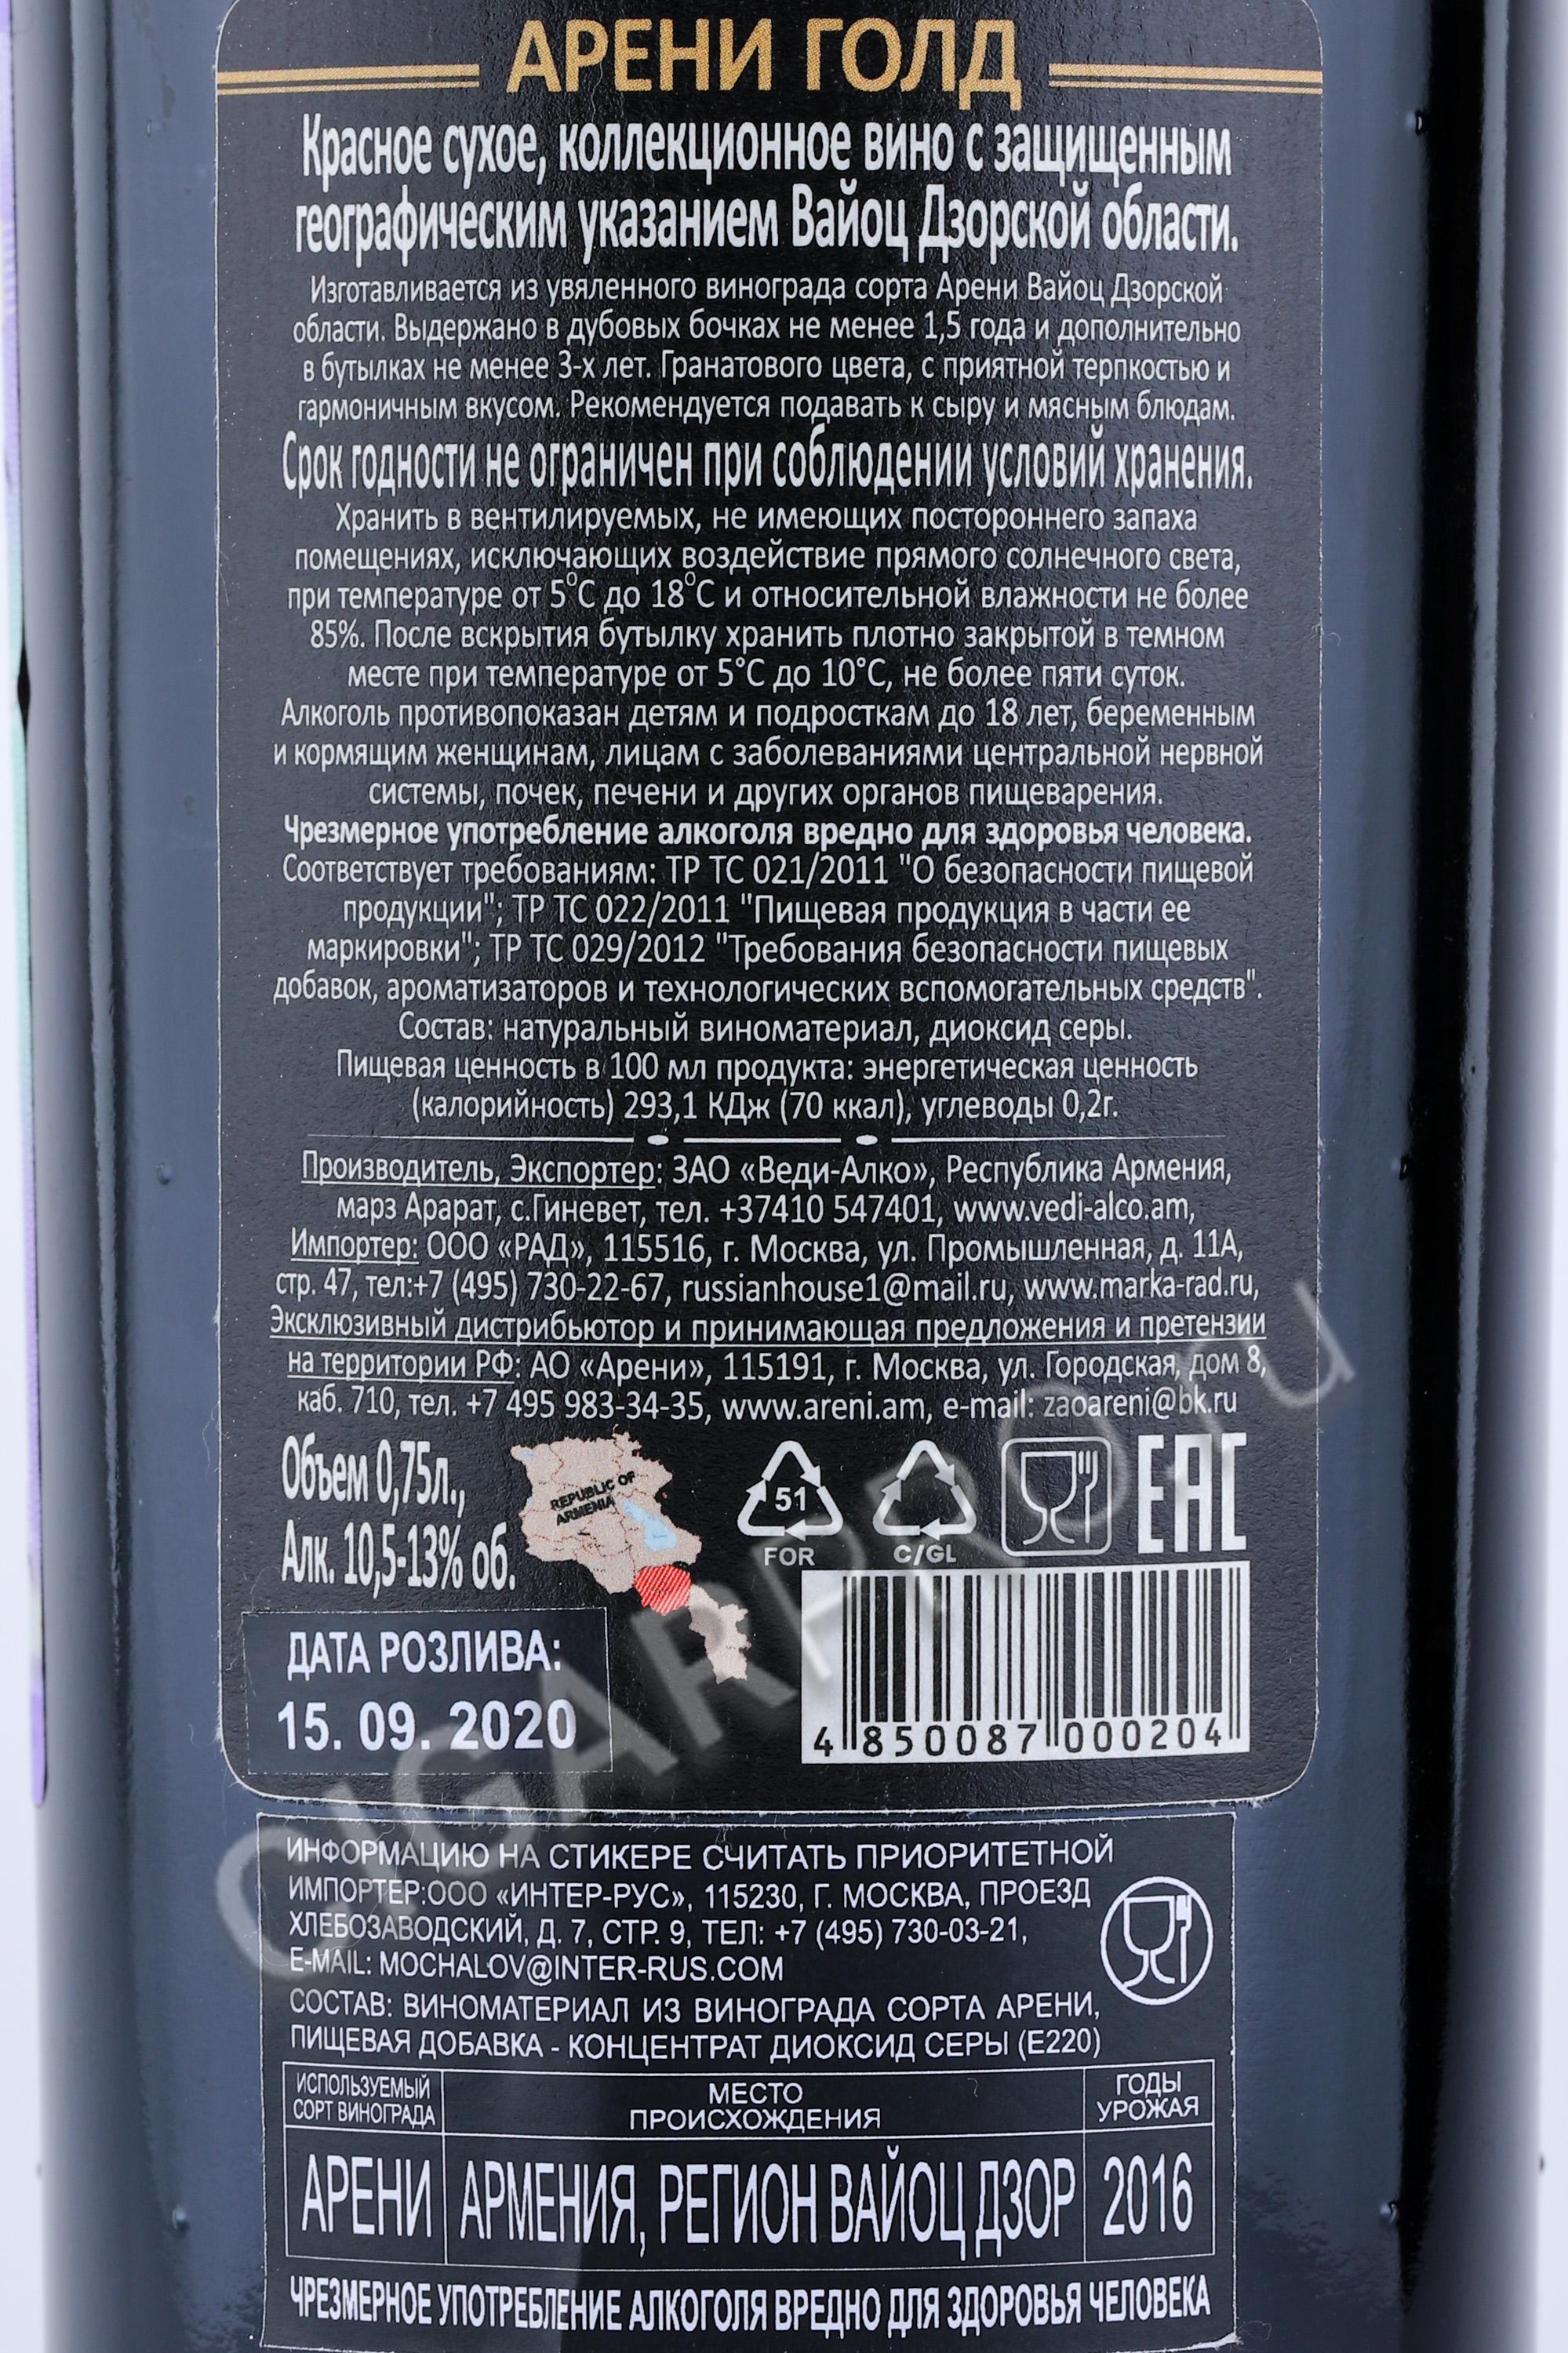 АРЕНИ ГОЛД
Красное сухое, коллекционное вино с защищенным
географическим указанием Вайоц Дзорской области.
Изготавливается из увяленного винограда сорта Арени Вайоц Дзорской
области. Выдержано в дубовых бочках не менее 1,5 года и дополнительно
в бутылках не менее 3-х лет. Гранатового цвета, с приятной терпкостью и
гармоничным вкусом. Рекомендуется подавать к сыру и мясным блюдам.
Срок годности не ограничен при соблюдении условий хранения.
Хранить в вентилируемых, не имеющих постороннего запаха
помещениях, исключающих воздействие прямого солнечного света,
при температуре от 5°С до 18°С и относительной влажности не более
85%. После вскрытия бутылку хранить плотно закрытой в темном
месте при температуре от 5°С до 10°С, не более пяти суток.
Алкоголь противопоказан детям и подросткам до 18 лет, беременным
и кормящим женщинам, лицам с заболеваниями центральной нервной
системы, почек, печени и других органов пищеварения.
Чрезмерное употребление алкоголя вредно для здоровья человека.
Соответствует требованиям: ТР ТС 021/2011 "О безопасности пищевой
продукции"; ТР ТС 022/2011 "Пищевая продукция в части ее
маркировки"; ТР ТС 029/2012 "Требования безопасности пищевых
добавок, ароматизаторов и технологических вспомогательных средств".
Состав: натуральный виноматериал, диоксид серы.
Пищевая ценность в 100 мл продукта: энергетическая ценность
(калорийность) 293,1 КДж (70 ккал), углеводы 0,2г.
Производитель, Экспортер: ЗАО «Веди-Алко», Республика Армения,
марз Арарат, с.Гиневет, тел. +37410 547401, www.vedi-alco.am,
Импортер: ООО «РАД», 115516, г. Москва, ул. Промышленная, д. 11А,
стр. 47, тел:+7 (495) 730-22-67, russianhouse1@mail.ru, www.marka-rad.ru,
Эксклюзивный дистрибьютор и принимающая предложения и претензии
на территории РФ: АО «Арени», 115191, г. Москва, ул. Городская, дом 8,
каб. 710, тел. +7 495 983-34-35, www.areni.am, e-mail: zaoareni@bk.ru
Объем 0,75л.,
Алк. 10,5-13% об.
REPUBLIC OF
ARMENIA
51
FOR
C/GL
EAC
ДАТА РОЗЛИВА:
15. 09. 2020
4 850087 000204
CIGARPRO.ru
ИНФОРМАЦИЮ НА СТИКЕРЕ СЧИТАТЬ ПРИОРИТЕТНОЙ
ИМПОРТЕР:ООО «ИНТЕР-РУС», 115230, Г. МОСКВА, ПРОЕЗД
ХЛЕБОЗАВОДСКИЙ, Д. 7, СТР. 9, ТЕЛ: +7 (495) 730-03-21,
E-MAIL: MOCHALOV@INTER-RUS.COM
СОСТАВ: ВИНОМАТЕРИАЛ ИЗ ВИНОГРАДА СОРТА АРЕНИ,
ПИЩЕВАЯ ДОБАВКА - КОНЦЕНТРАТ ДИОКСИД СЕРЫ (Е220)
ИСПОЛЬЗУЕМЫЙ
СОРТ ВИНОГРАДА
МЕСТО
ПРОИСХОЖДЕНИЯ
ГОДЫ
УРОЖАЯ
АРЕНИ
АРМЕНИЯ, РЕГИОН ВАЙОЦ ДЗОР
2016
ЧРЕЗМЕРНОЕ УПОТРЕБЛЕНИЕ АЛКОГОЛЯ ВРЕДНО ДЛЯ ЗДОРОВЬЯ ЧЕЛОВЕКА